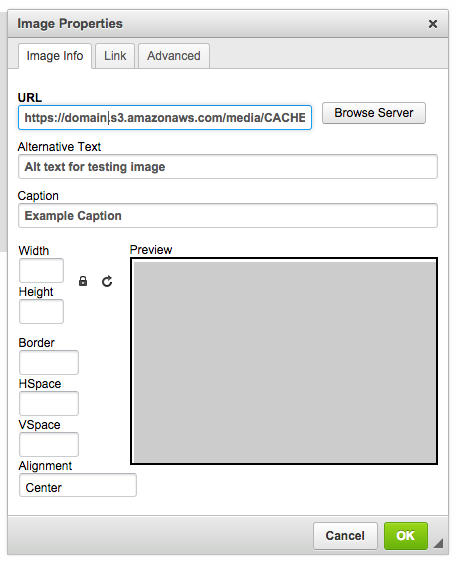 Image Properties
Image Info Link Advanced
URL
https://domain.s3.amazonaws.com/media/CACHE Browse Server
Alternative Text
Alt text for testing image
Caption
Example Caption
Width Preview
Height
Border
HSpace
VSpace
Alignment
Center
Cancel OK